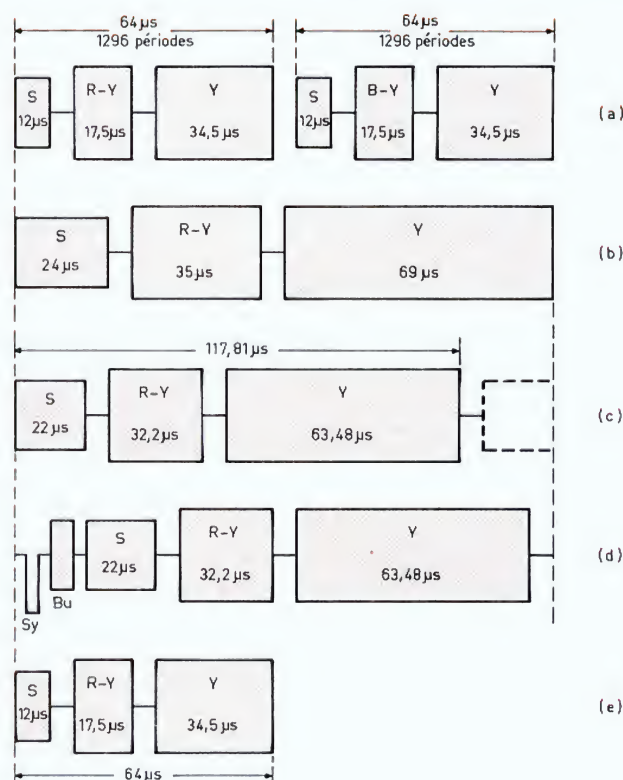 64µs 64µs
1296 périodes 1296 périodes
S R-Y Y S B-Y Y (a)
12µs 17,5µs 34,5µs 12µs 17,5µs 34,5µs
S R-Y Y (b)
24µs 35µs 69µs
117,81µs
S R-Y Y (c)
22µs 32,2µs 63,48µs
S R-Y Y (d)
22µs 32,2µs 63,48µs
Bu
Sy
S R-Y Y (e)
12µs 17,5µs 34,5µs
64µs